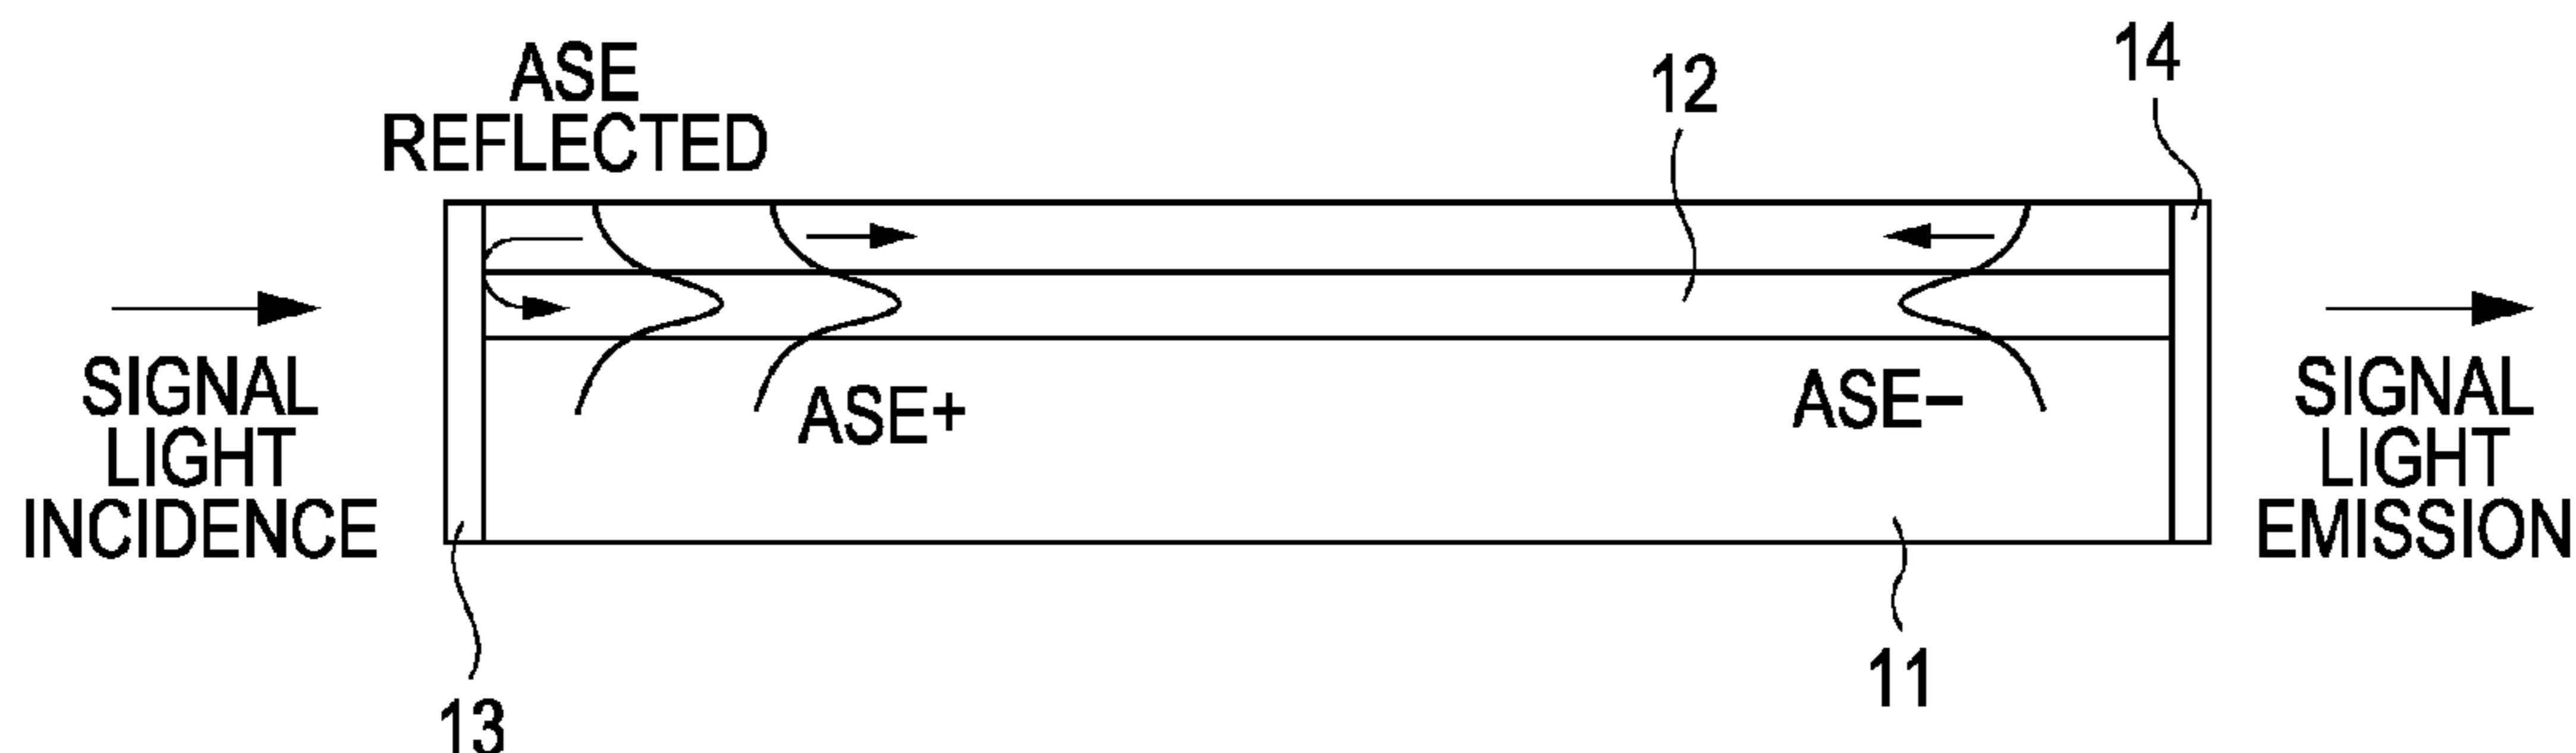 ASE
REFLECTED
12
14
SIGNAL
LIGHT
INCIDENCE
ASE+
ASE−
SIGNAL
LIGHT
EMISSION
13
11